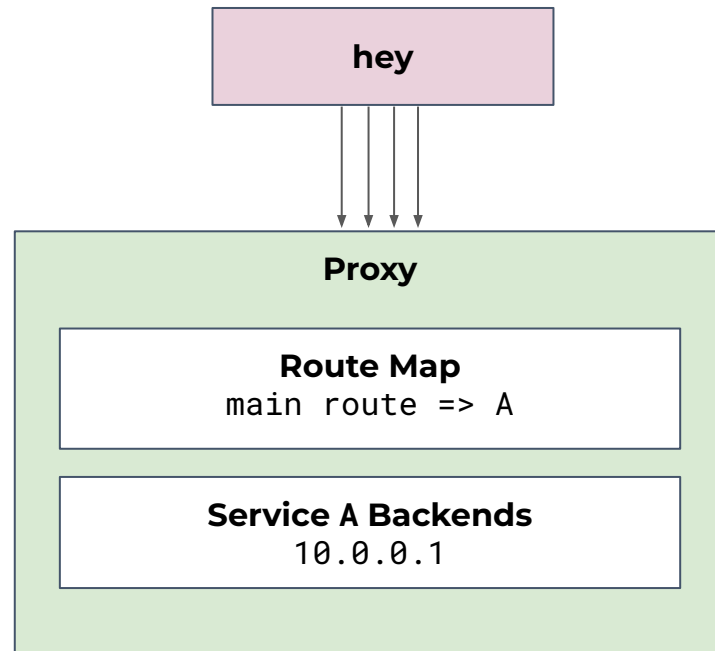 hey
Proxy
Route Map
main route => A
Service A Backends
10.0.0.1